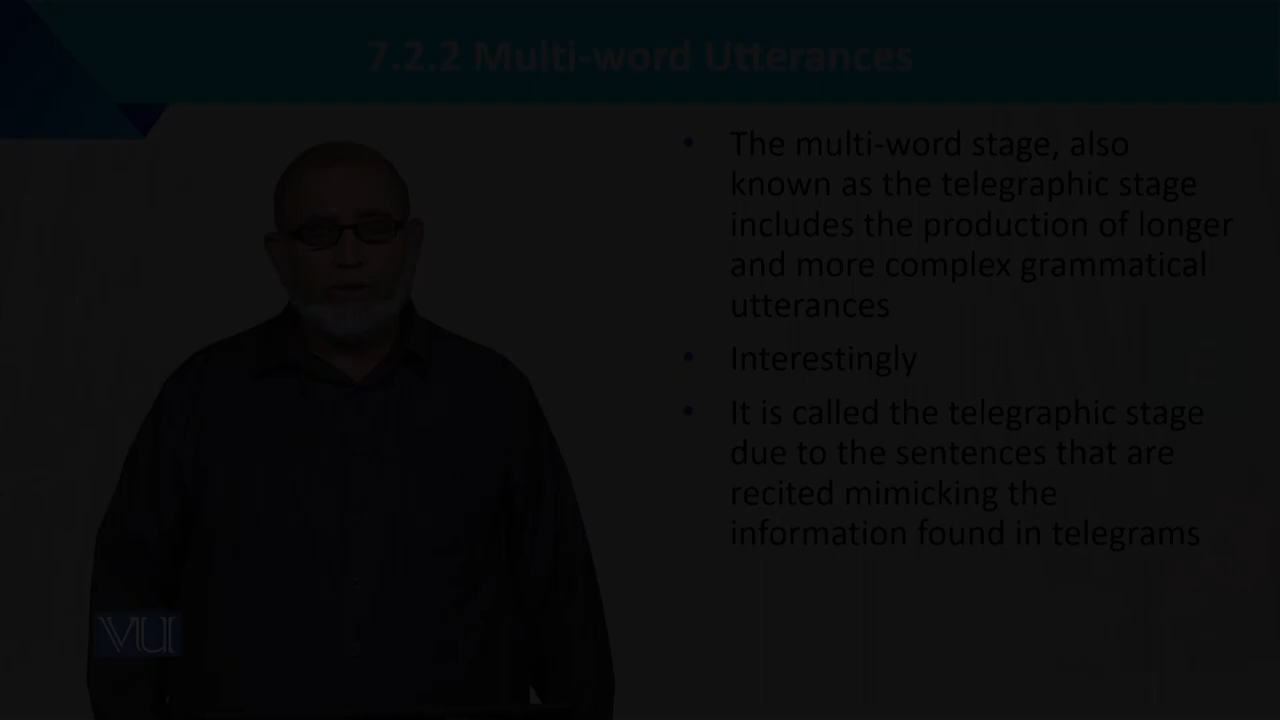 7.2.2 Multi-word Utterances
• The multi-word stage, also
known as the telegraphic stage
includes the production of longer
and more complex grammatical
utterances
• Interestingly
• It is called the telegraphic stage
due to the sentences that are
recited mimicking the
information found in telegrams
VU